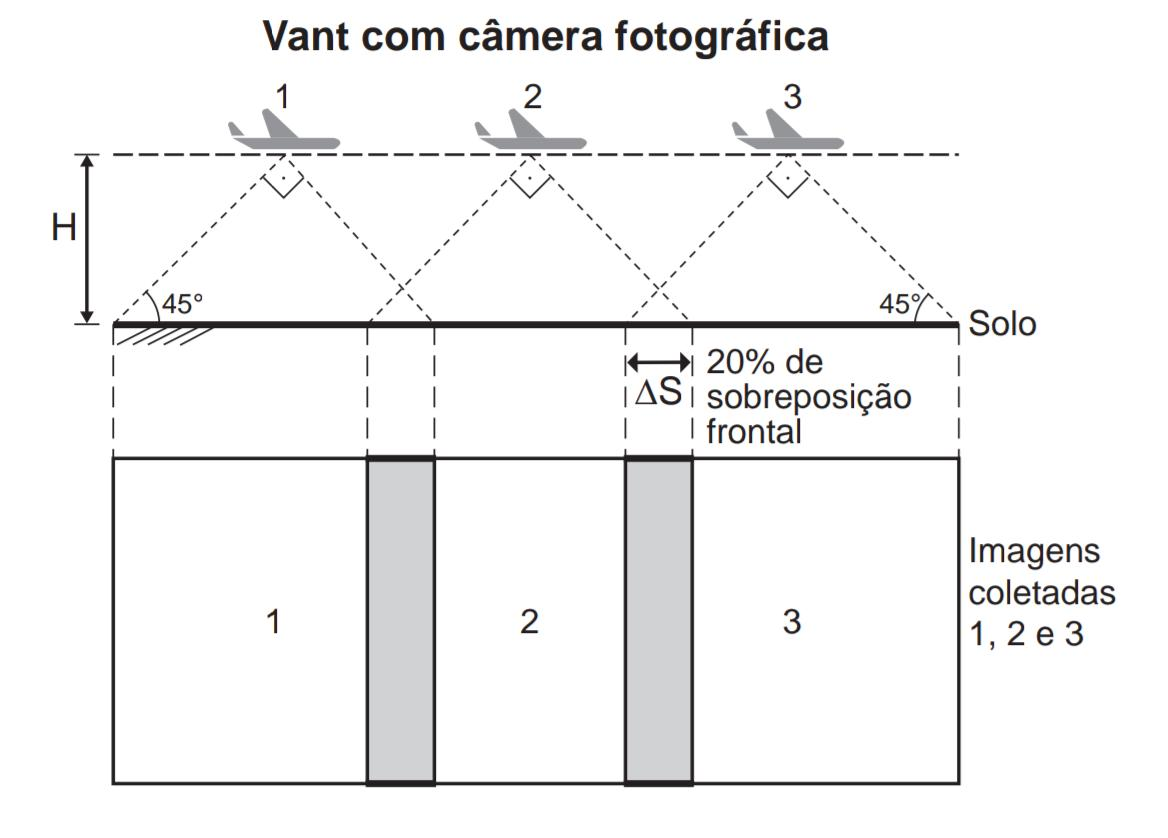 Vant com câmera fotográfica
1 2 3
H
45° 45°
Solo
ΔS
20% de
sobreposição
frontal
1 2 3
Imagens
coletadas
1, 2 e 3